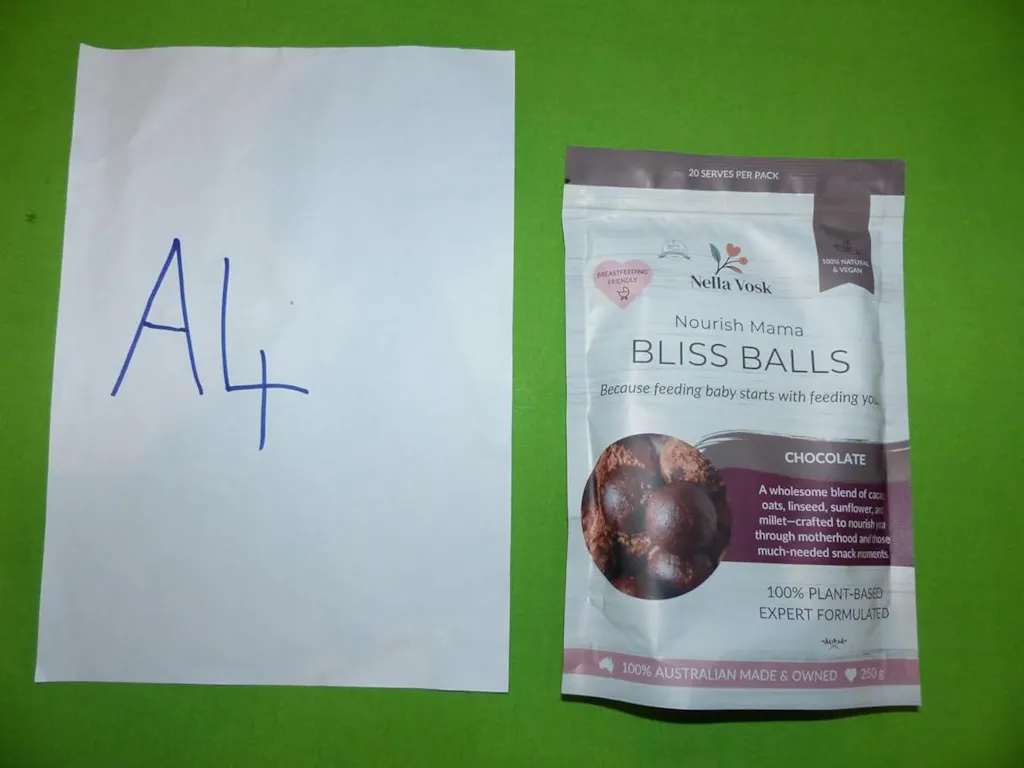 A4
20 SERVES PER PACK
100% NATURAL
& VEGAN
BREASTFEEDING
FRIENDLY
Nella Vosk
Nourish Mama
BLISS BALLS
Because feeding baby starts with feeding you.
CHOCOLATE
A wholesome blend of cacao,
oats, linseed, sunflower, and
millet—crafted to nourish you
through motherhood and those
much-needed snack moments.
100% PLANT-BASED
EXPERT FORMULATED
100% AUSTRALIAN MADE & OWNED 250 g